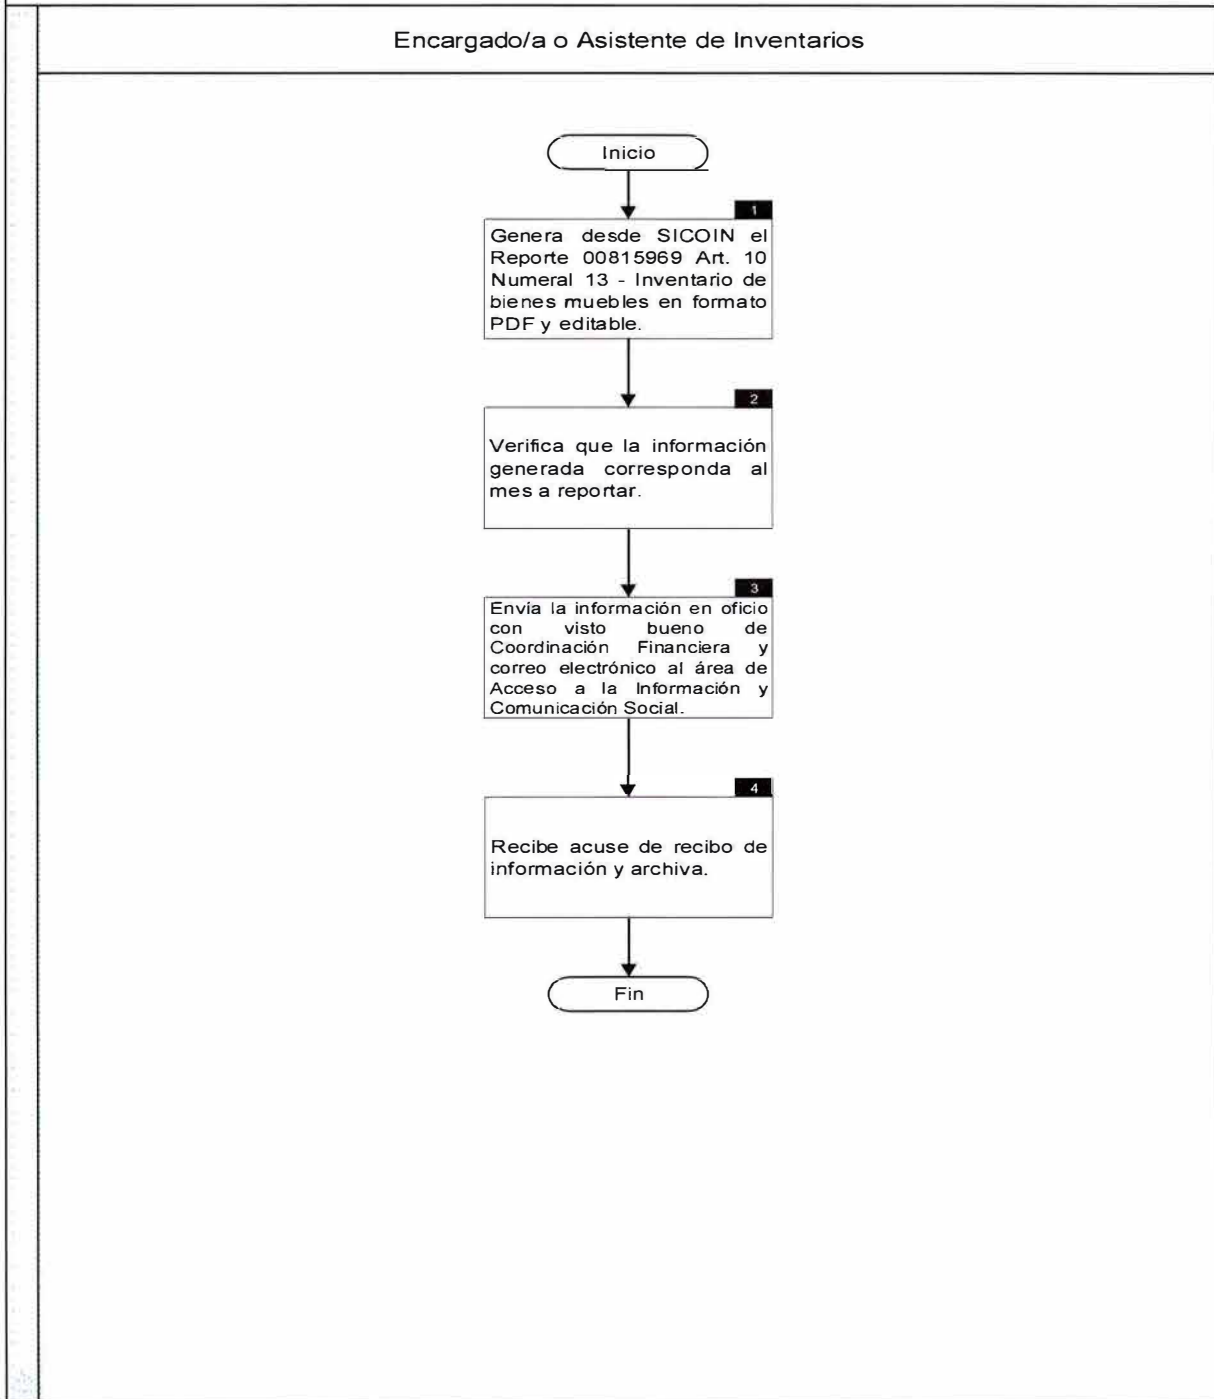 Encargado/a o Asistente de Inventarios
Inicio
1
Genera desde SICOIN el
Reporte 00815969 Art. 10
Numeral 13 - Inventario de
bienes muebles en formato
PDF y editable.
2
Verifica que la información
generada corresponda al
mes a reportar.
3
Envía la información en oficio
con visto bueno de
Coordinación Financiera y
correo electrónico al área de
Acceso a la Información y
Comunicación Social.
4
Recibe acuse de recibo de
información y archiva.
Fin